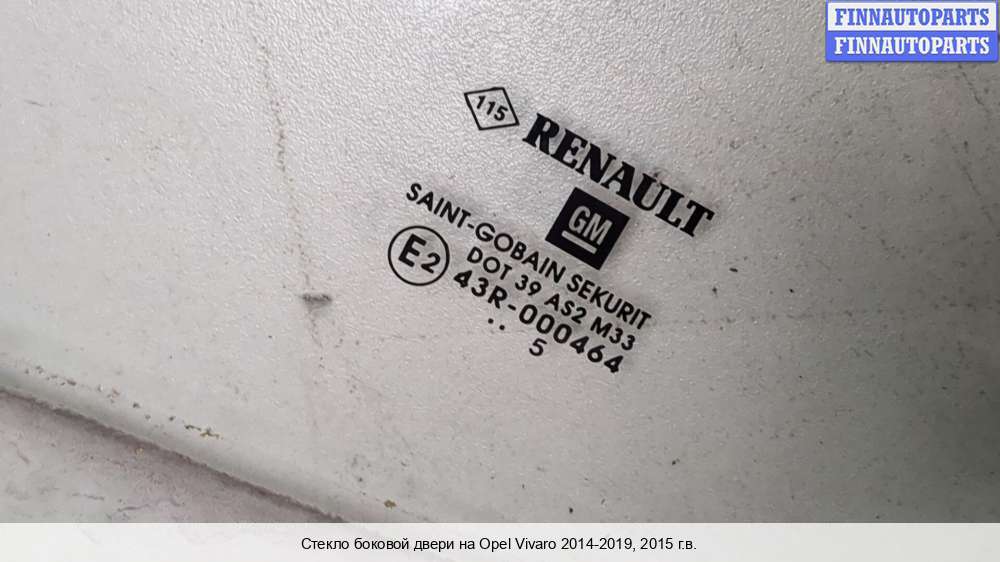 FINNAUTOPARTS
FINNAUTOPARTS
115
RENAULT
GM
SAINT-GOBAIN SEKURIT
DOT 39 AS2 M33
E2
43R-000464
.. 5
Стекло боковой двери на Opel Vivaro 2014-2019, 2015 г.в.